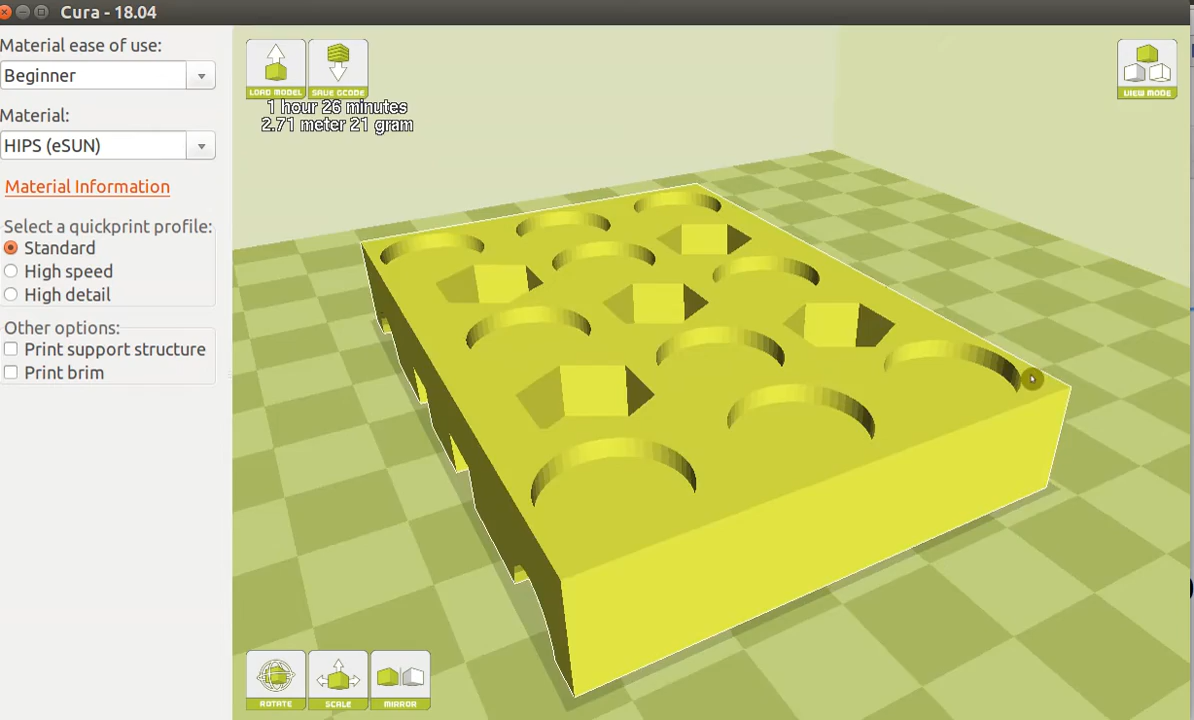 Cura - 18.04
Material ease of use:
Beginner
Material:
HIPS (eSUN)
Material Information
Select a quickprint profile:
Standard
High speed
High detail
Other options:
Print support structure
Print brim
LOAD MODEL
SAVE GCODE
1 hour 26 minutes
2.71 meter 21 gram
VIEW MODE
ROTATE
SCALE
MIRROR